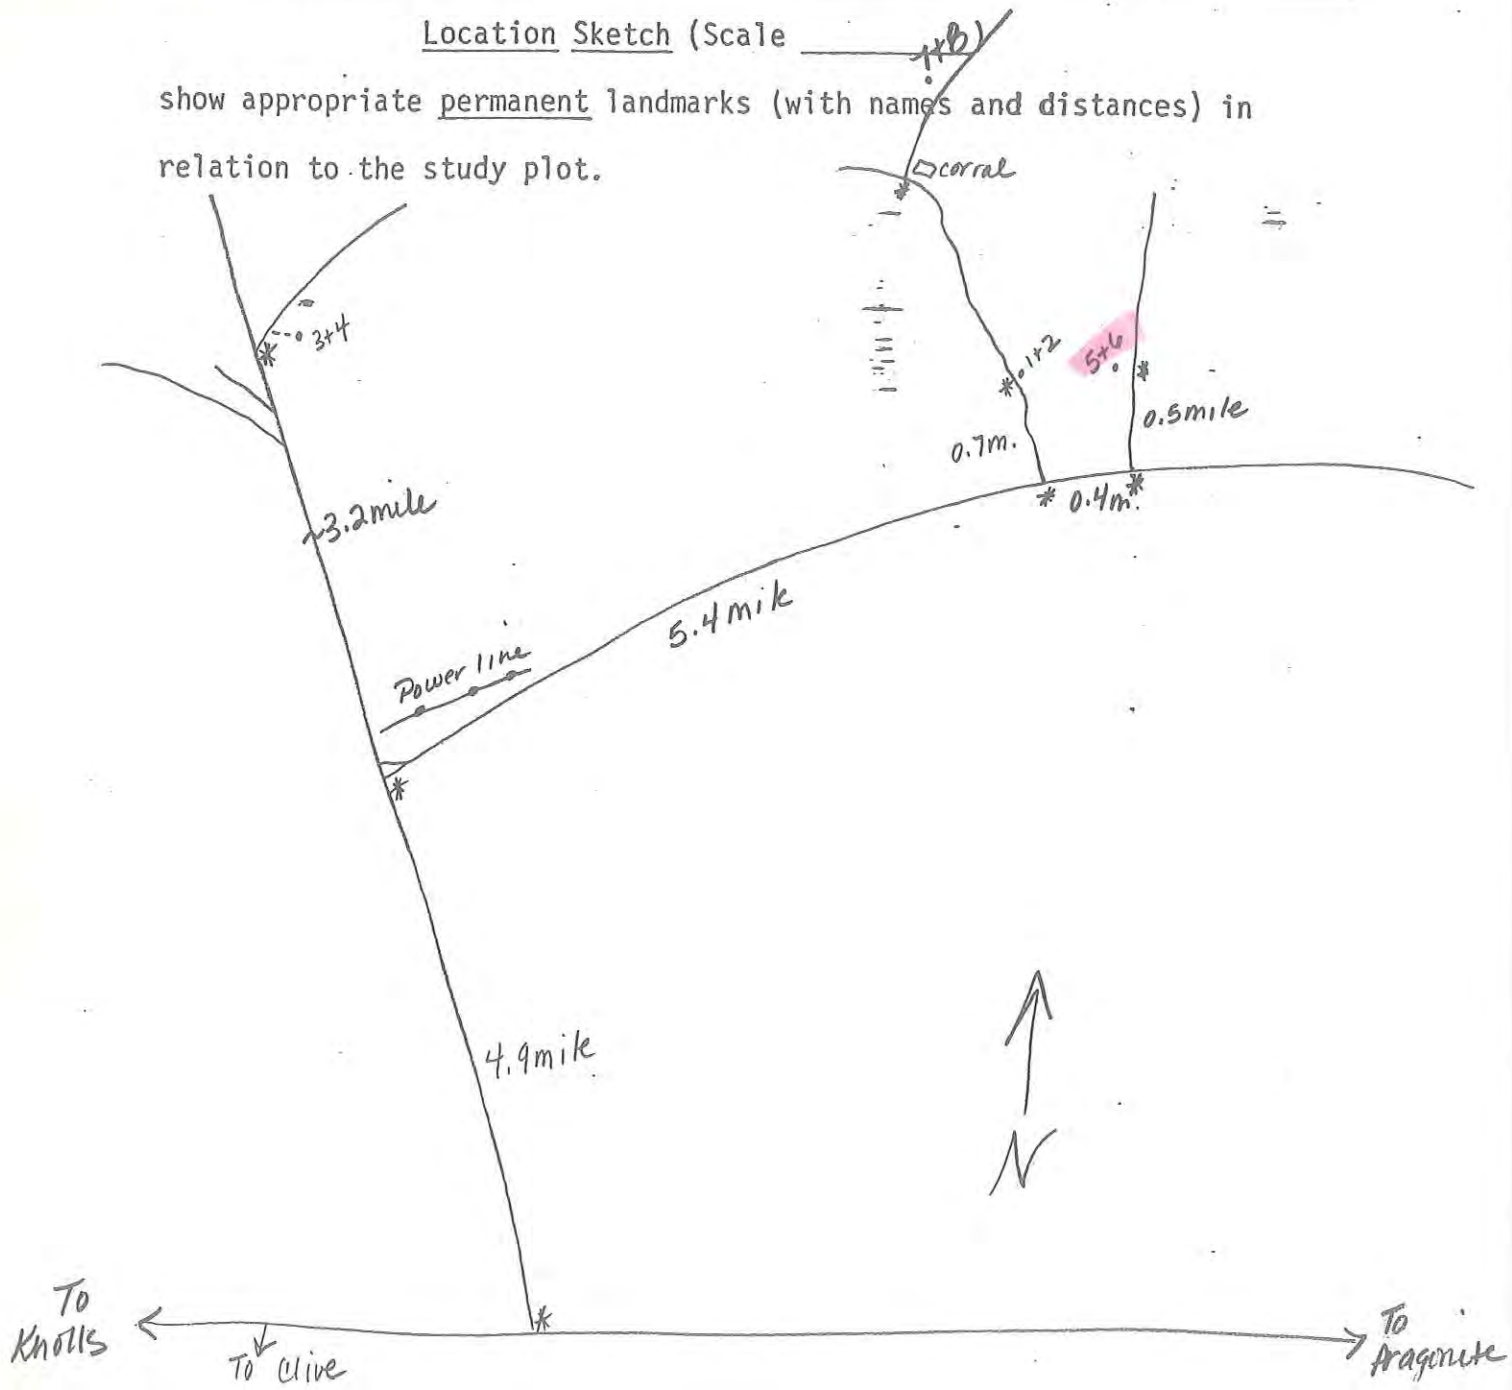 Location Sketch (Scale ________)
show appropriate permanent landmarks (with names and distances) in
relation to the study plot.
corral
3+4
1+2
5+6
0.5mile
0.7m.
0.4m.
~3.2mile
5.4mile
Power line
4.9mile
N
To
Knolls
To Clive
To
Aragonite